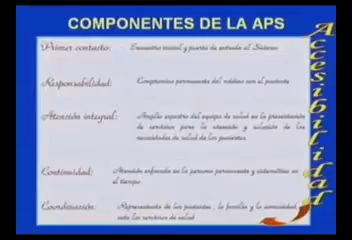 COMPONENTES DE LA APS
Primer contacto: Encuentro inicial y puerta de entrada al Sistema
Responsabilidad: Compromiso permanente del médico con el paciente
Atención integral: Amplio espectro del equipo de salud en la presentación
de servicios para la atención y solución de las
necesidades de salud de los pacientes
Continuidad: Atención enfocada en la persona permanente y sistemática en
el tiempo
Coordinación: Representante de los pacientes, la familia y la comunidad
ante los servicios de salud
Accesibilidad